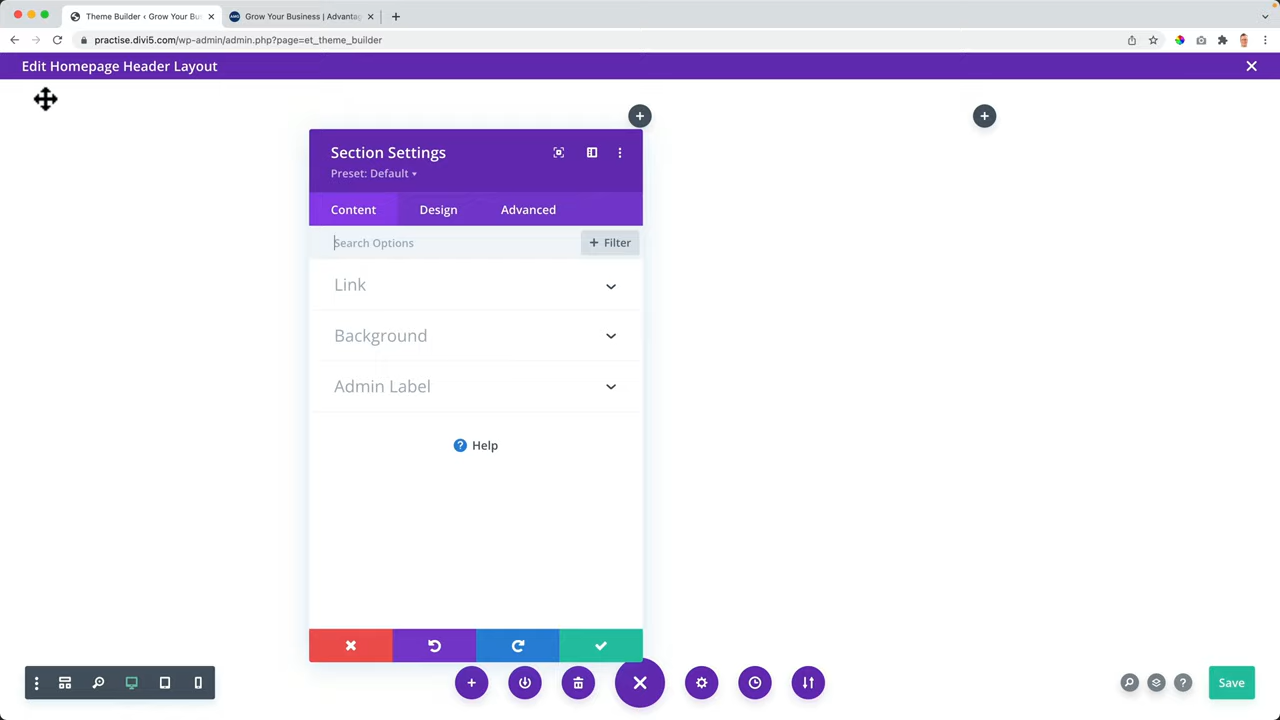 Theme Builder ‹ Grow Your Bu
Grow Your Business | Advanta
practise.divi5.com/wp-admin/admin.php?page=et_theme_builder
Edit Homepage Header Layout
Section Settings
Preset: Default
Content
Design
Advanced
Search Options
+ Filter
Link
Background
Admin Label
? Help
?
Save